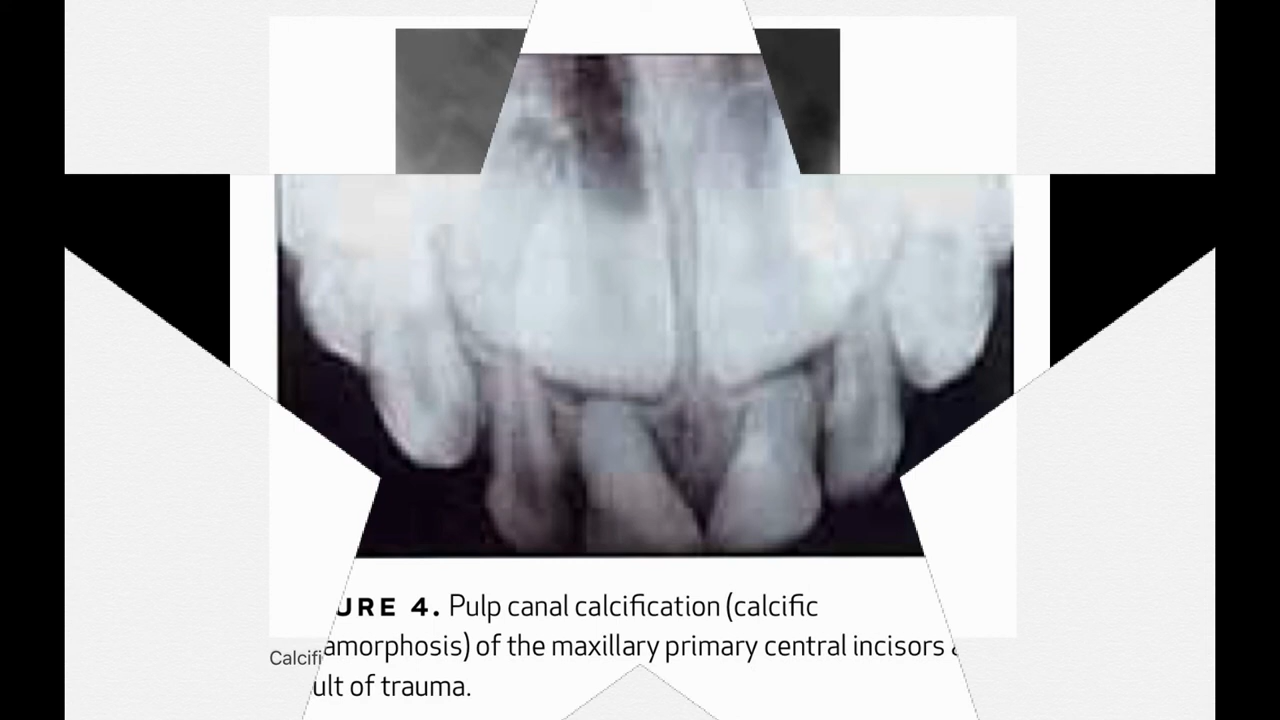 URE 4. Pulp canal calcification (calcific
amorphosis) of the maxillary primary central incisors
Calcifi
ult of trauma.